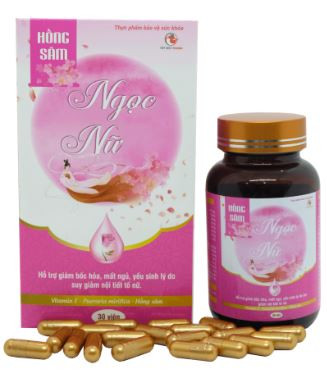 Thực phẩm bảo vệ sức khỏe
HỒNG
SÂM
Ngọc
Nữ
Hỗ trợ giảm bốc hỏa, mất ngủ, yếu sinh lý do
suy giảm nội tiết tố nữ.
Vitamin E - Pueraria mirifica - Hồng sâm
30 viên
HỒNG
SÂM
Ngọc
Nữ